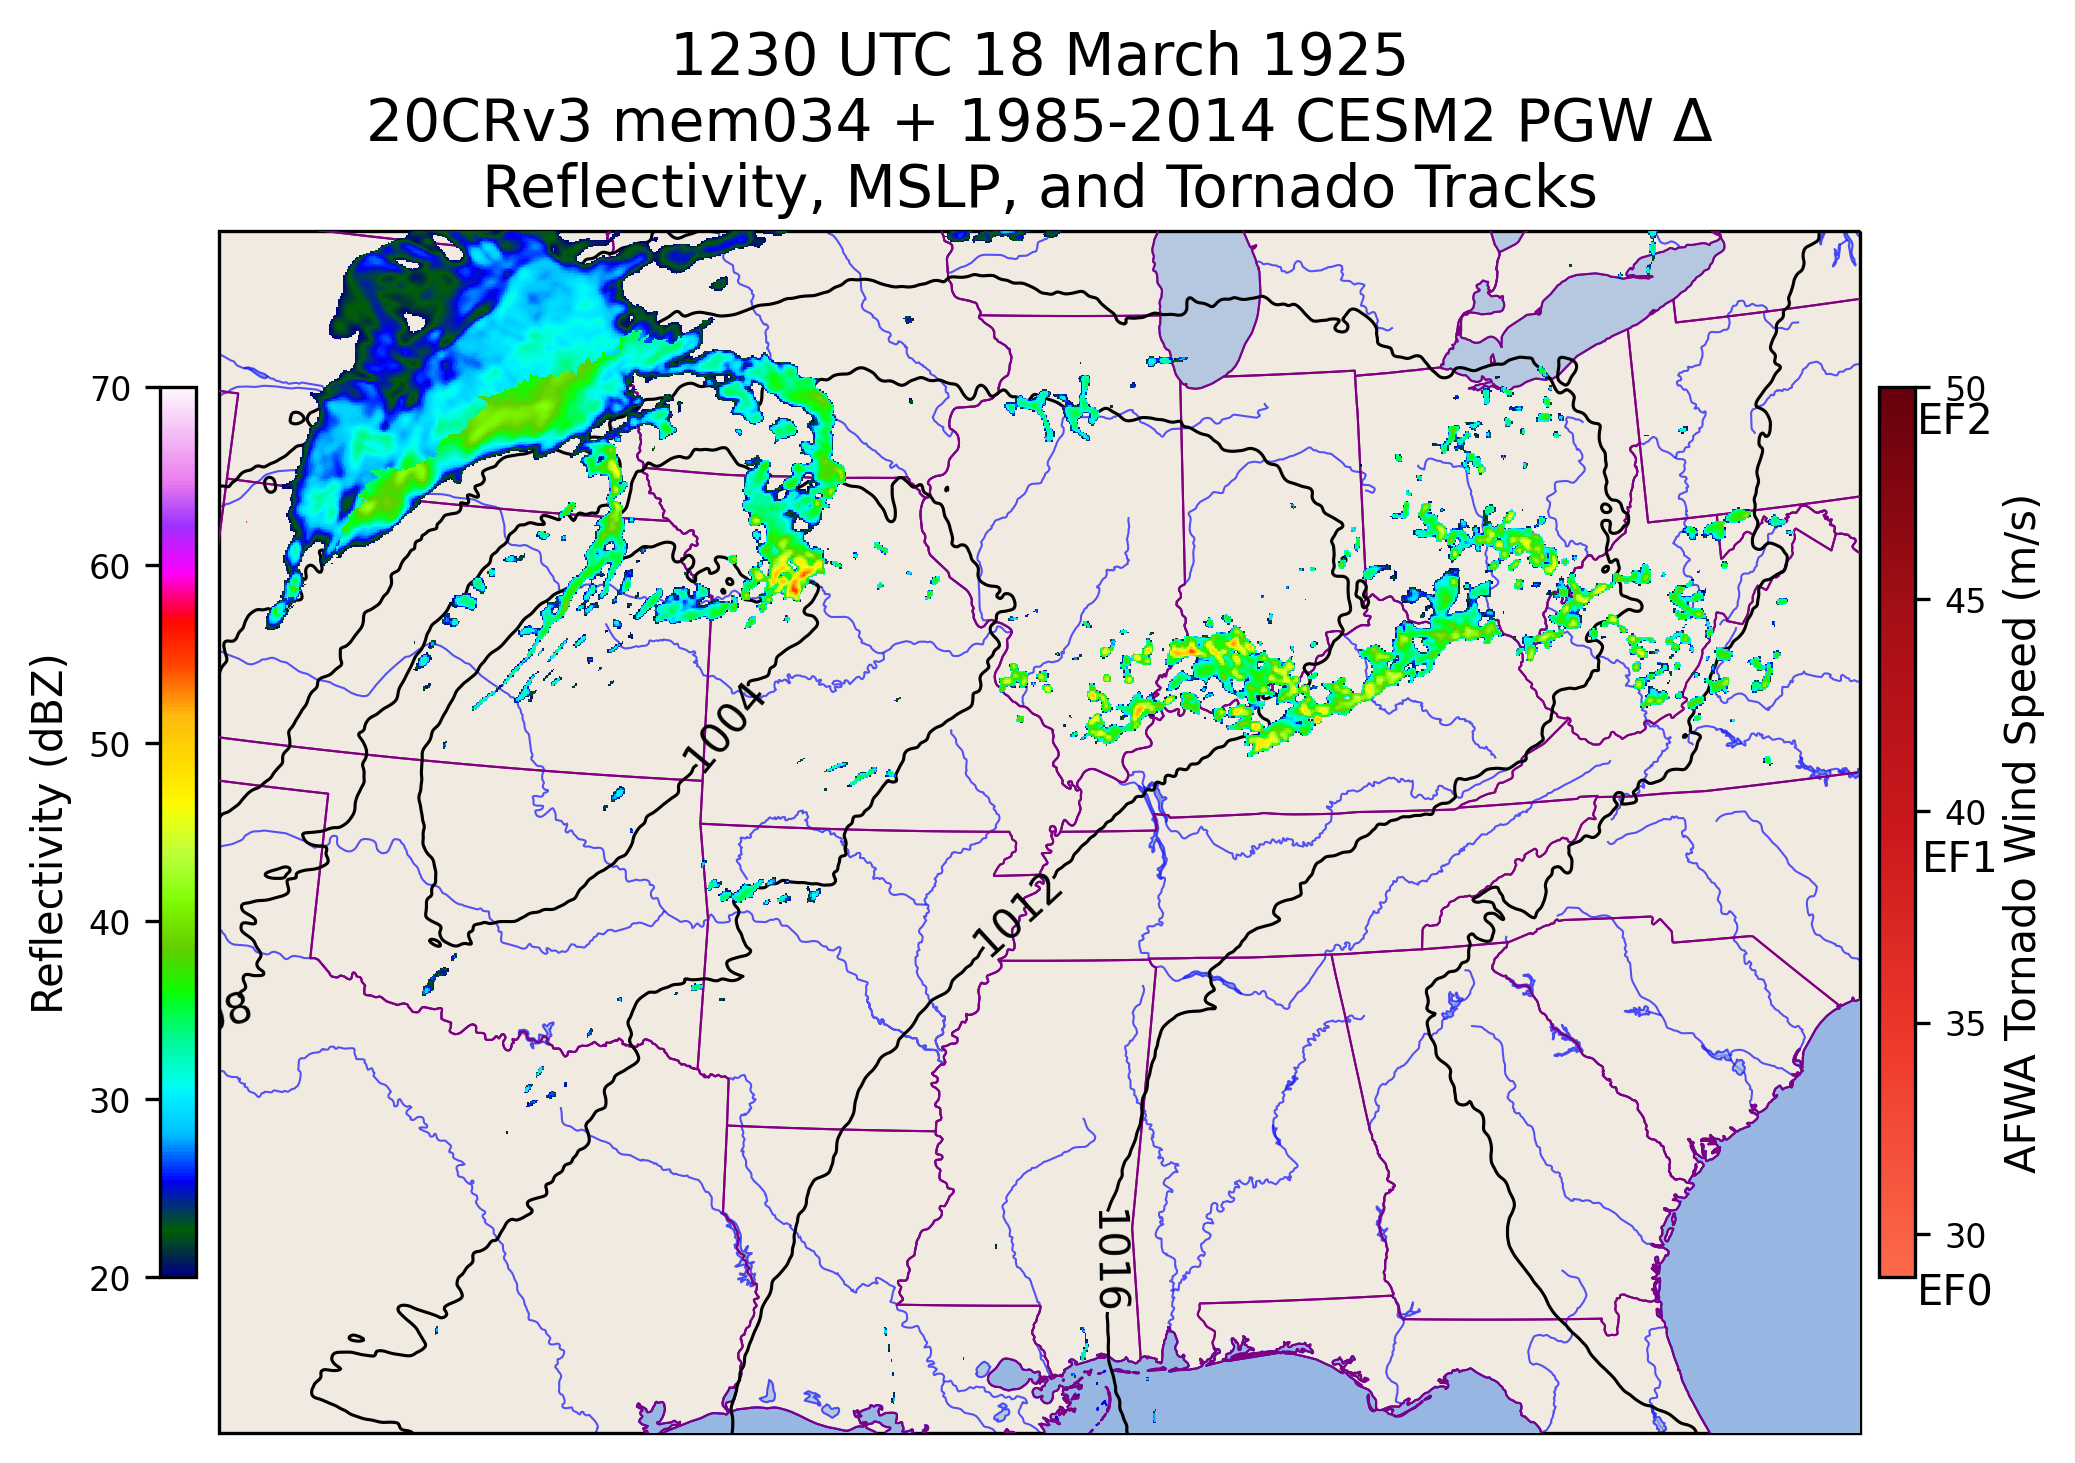 1230 UTC 18 March 1925
20CRv3 mem034 + 1985-2014 CESM2 PGW Δ
Reflectivity, MSLP, and Tornado Tracks
Reflectivity (dBZ)
70
60
50
40
30
20
1004
1012
1016
8
50
EF2
45
40
EF1
35
30
EF0
AFWA Tornado Wind Speed (m/s)